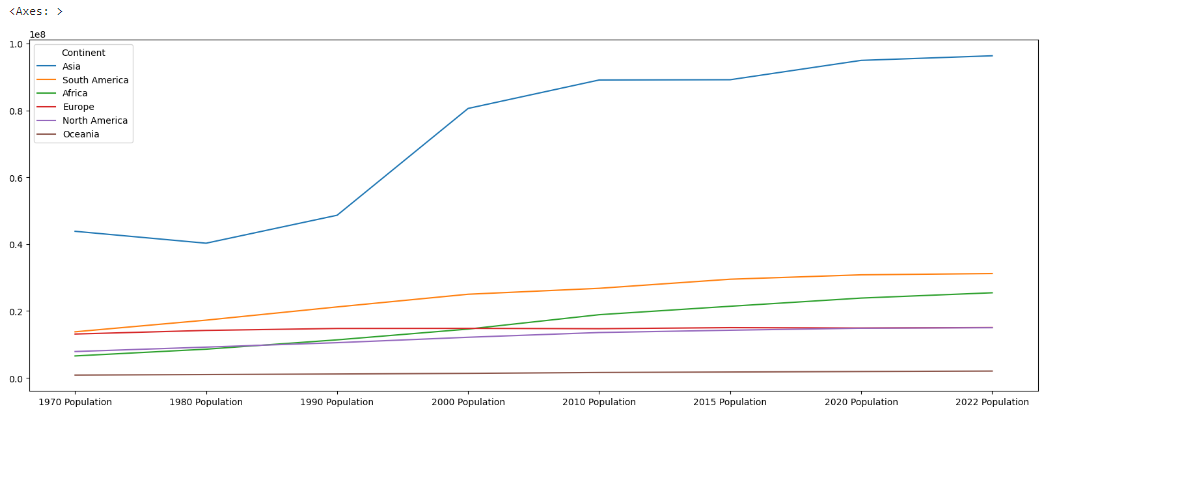 <Axes: >
1e8
1.0
0.8
0.6
0.4
0.2
0.0
Continent
Asia
South America
Africa
Europe
North America
Oceania
1970 Population 1980 Population 1990 Population 2000 Population 2010 Population 2015 Population 2020 Population 2022 Population